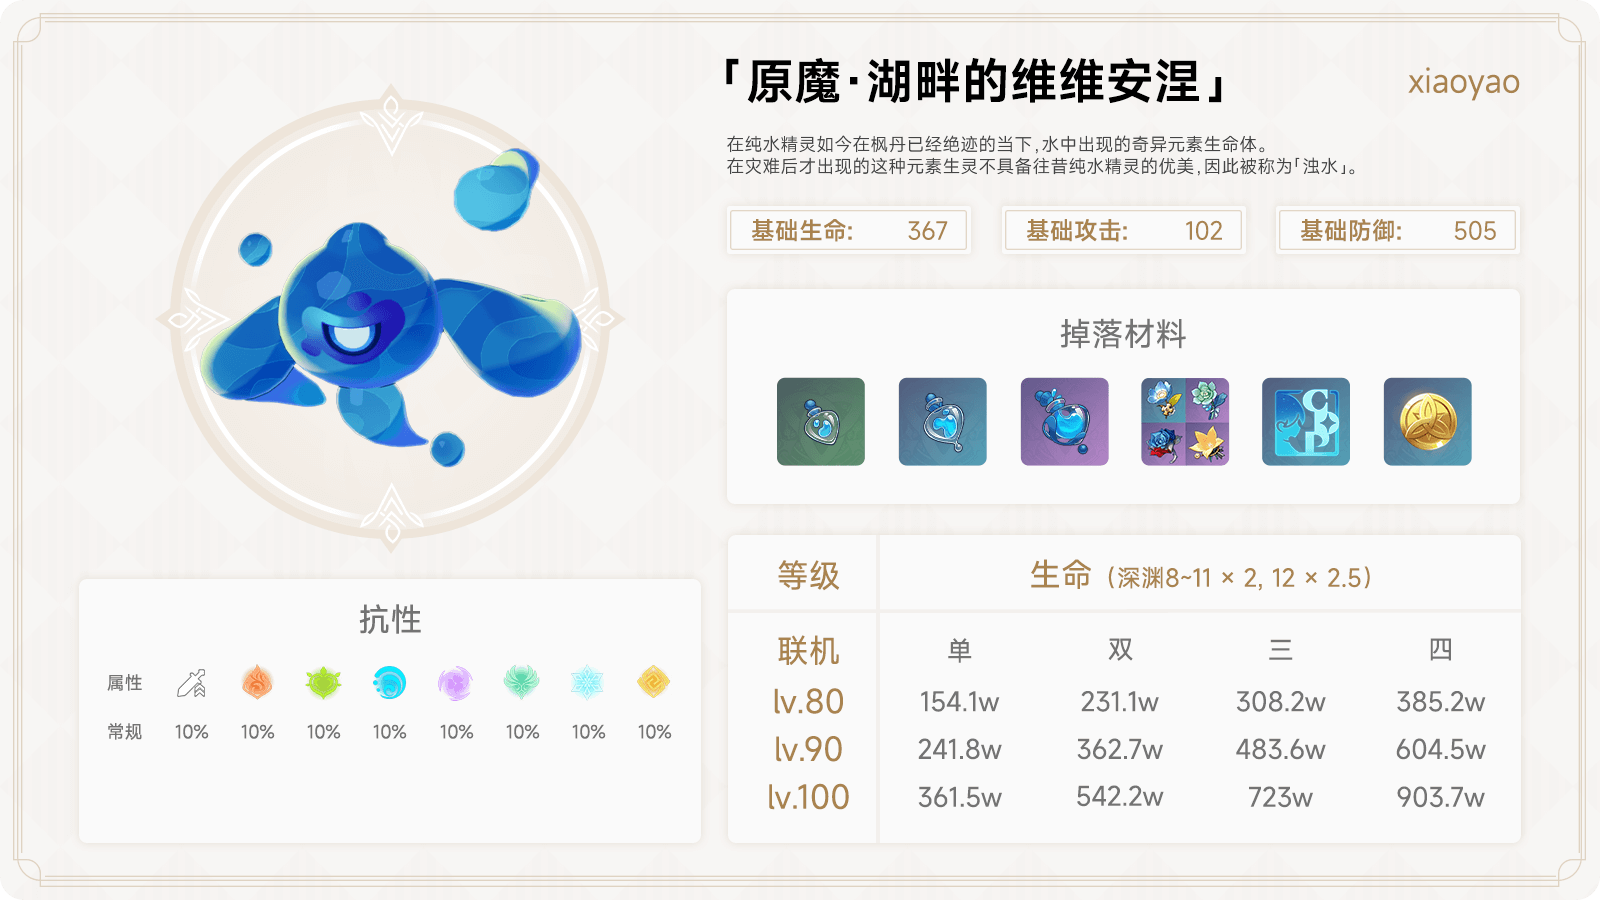 「原魔·湖畔的维维安涅」
xiaoyao
在纯水精灵如今在枫丹已经绝迹的当下,水中出现的奇异元素生命体。
在灾难后才出现的这种元素生灵不具备往昔纯水精灵的优美,因此被称为「浊水」。
基础生命: 367
基础攻击: 102
基础防御: 505
掉落材料
抗性
属性
常规 10% 10% 10% 10% 10% 10% 10% 10%
等级 生命（深渊8~11 × 2, 12 × 2.5）
联机 单 双 三 四
lv.80 154.1w 231.1w 308.2w 385.2w
lv.90 241.8w 362.7w 483.6w 604.5w
lv.100 361.5w 542.2w 723w 903.7w